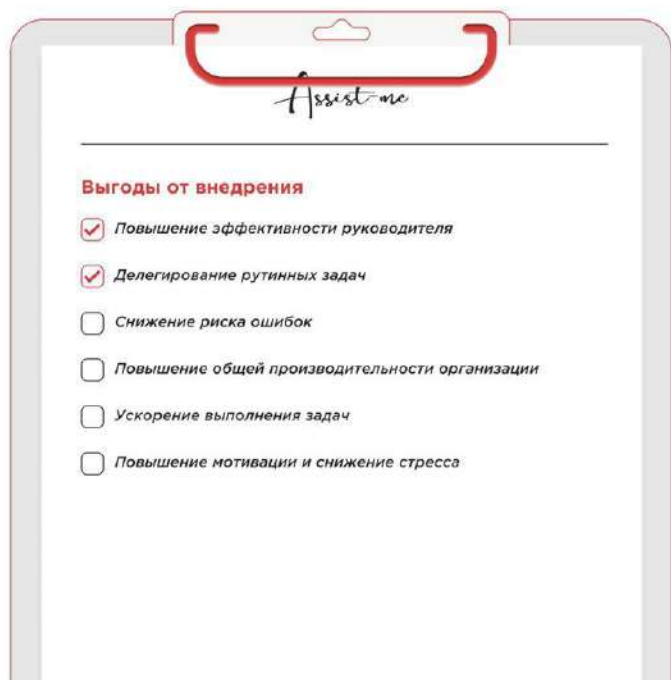 Assist-me
Выгоды от внедрения
Повышение эффективности руководителя
Делегирование рутинных задач
Снижение риска ошибок
Повышение общей производительности организации
Ускорение выполнения задач
Повышение мотивации и снижение стресса